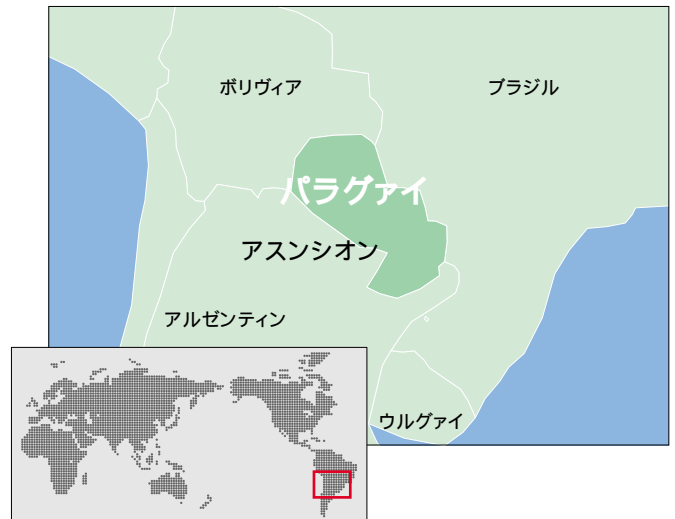 ボリヴィア
ブラジル
パラグァイ
アスンシオン
アルゼンティン
ウルグァイ